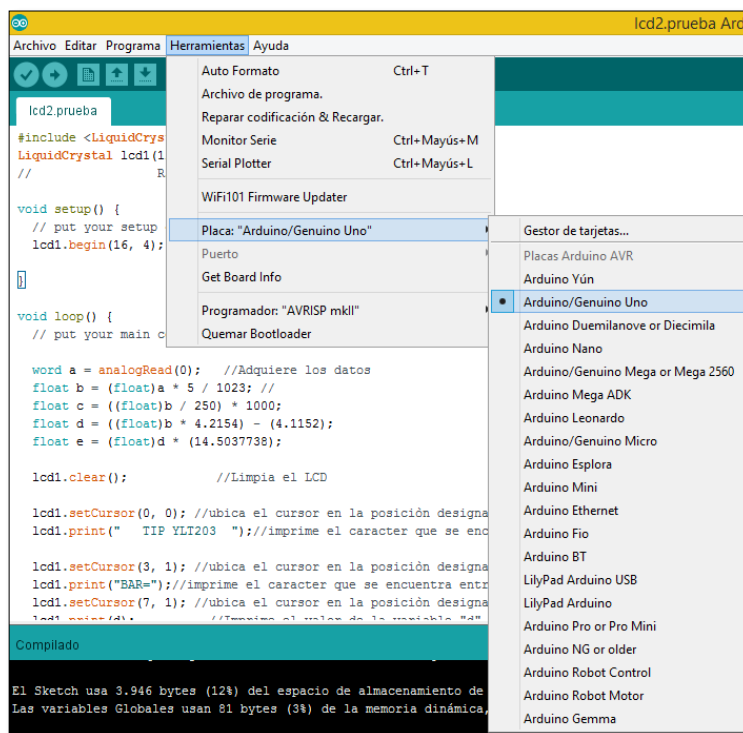 lcd2.prueba Ard
Archivo Editar Programa Herramientas Ayuda
lcd2.prueba
#include <LiquidCrys
LiquidCrystal lcd1(1
// R
void setup() {
// put your setup
lcd1.begin(16, 4);
}
void loop() {
// put your main c
word a = analogRead(0); //Adquiere los datos
float b = (float)a * 5 / 1023; //
float c = ((float)b / 250) * 1000;
float d = ((float)b * 4.2154) - (4.1152);
float e = (float)d * (14.5037738);
lcd1.clear(); //Limpia el LCD
lcd1.setCursor(0, 0); //ubica el cursor en la posición designa
lcd1.print("   TIP YLT203  ");//imprime el caracter que se enc
lcd1.setCursor(3, 1); //ubica el cursor en la posición designa
lcd1.print("BAR=");//imprime el caracter que se encuentra entr
lcd1.setCursor(7, 1); //ubica el cursor en la posición designa
lcd1.print(d); //Imprime el valor de la variable "d"
Auto Formato Ctrl+T
Archivo de programa.
Reparar codificación & Recargar.
Monitor Serie Ctrl+Mayús+M
Serial Plotter Ctrl+Mayús+L
WiFi101 Firmware Updater
Placa: "Arduino/Genuino Uno"
Puerto
Get Board Info
Programador: "AVRISP mkII"
Quemar Bootloader
Gestor de tarjetas...
Placas Arduino AVR
Arduino Yún
Arduino/Genuino Uno
Arduino Duemilanove or Diecimila
Arduino Nano
Arduino/Genuino Mega or Mega 2560
Arduino Mega ADK
Arduino Leonardo
Arduino/Genuino Micro
Arduino Esplora
Arduino Mini
Arduino Ethernet
Arduino Fio
Arduino BT
LilyPad Arduino USB
LilyPad Arduino
Arduino Pro or Pro Mini
Arduino NG or older
Arduino Robot Control
Arduino Robot Motor
Arduino Gemma
Compilado
El Sketch usa 3.946 bytes (12%) del espacio de almacenamiento de
Las variables Globales usan 81 bytes (3%) de la memoria dinámica,